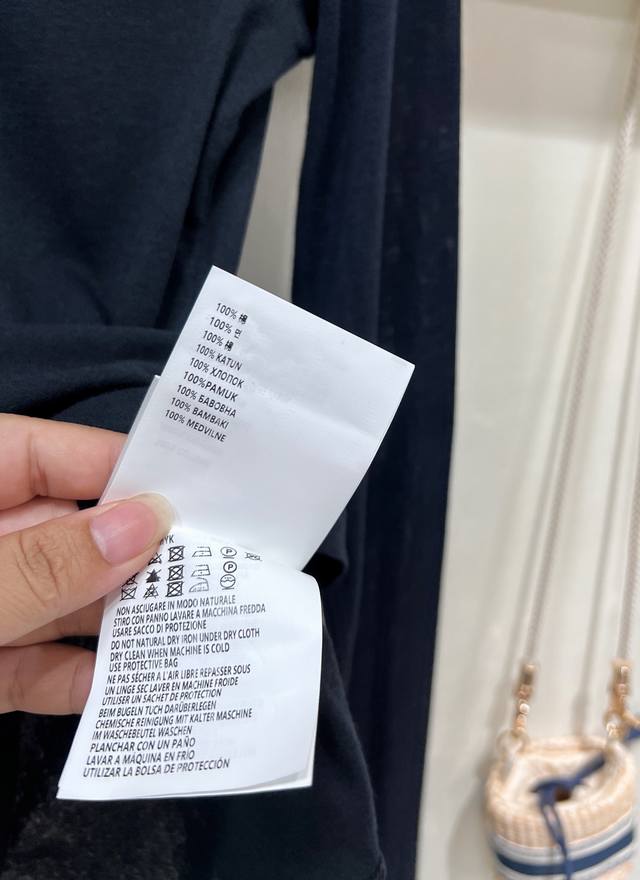 100% 棉
100% 면
100% 棉
100% KATUN
100% ХЛОПОК
100%PAMUK
100% БАВОВНА
100% BAMBAKI
100% MEDVILNE
NON ASCIUGARE IN MODO NATURALE
STIRO CON PANNO LAVARE A MACCHINA FREDDA
USARE SACCO DI PROTEZIONE
DO NOT NATURAL DRY IRON UNDER DRY CLOTH
DRY CLEAN WHEN MACHINE IS COLD
USE PROTECTIVE BAG
NE PAS SÉCHER A L'AIR LIBRE REPASSER SOUS
UN LINGE SEC LAVER EN MACHINE FROIDE
UTILISER UN SACHET DE PROTECTION
BEIM BUGELN TUCH DARÜBERLEGEN
CHEMISCHE REINIGUNG MIT KALTER MASCHINE
IM WASCHEBEUTEL WASCHEN
PLANCHAR CON UN PAÑO
LAVAR A MÁQUINA EN FRÍO
UTILIZAR LA BOLSA DE PROTECCIÓN